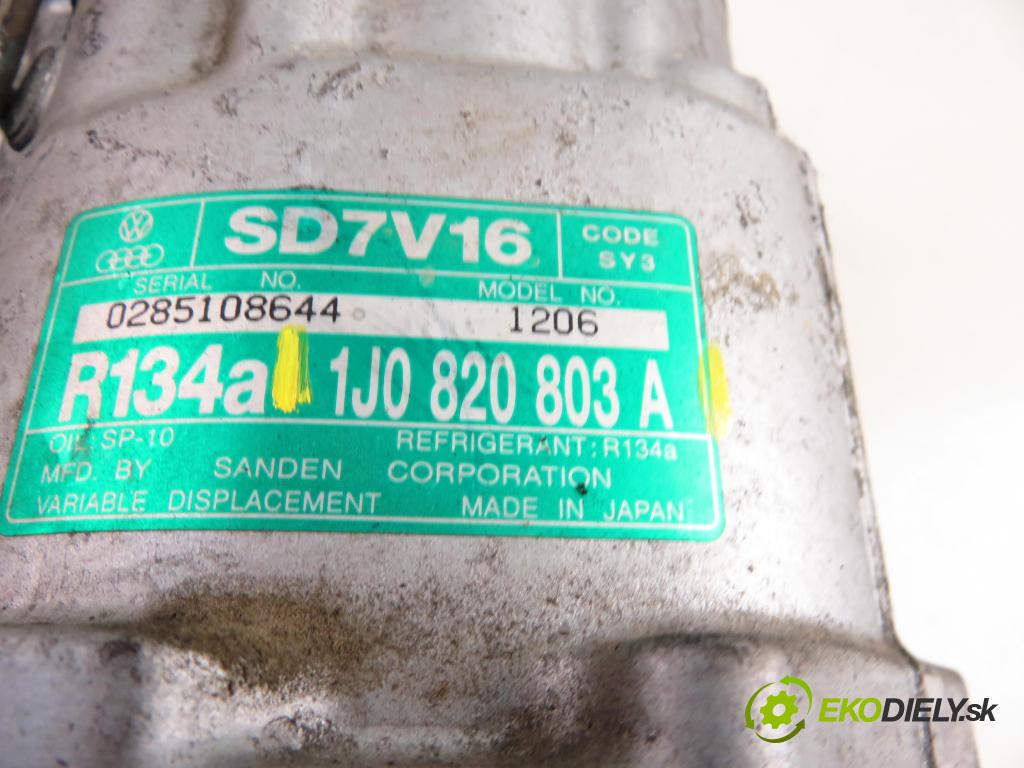 SD7V16
CODE
SY3
SERIAL NO. MODEL NO.
0285108644 1206
R134a 1J0 820 803 A
OIL SP-10 REFRIGERANT: R134a
MFD. BY SANDEN CORPORATION
VARIABLE DISPLACEMENT MADE IN JAPAN
EKODIELY.sk